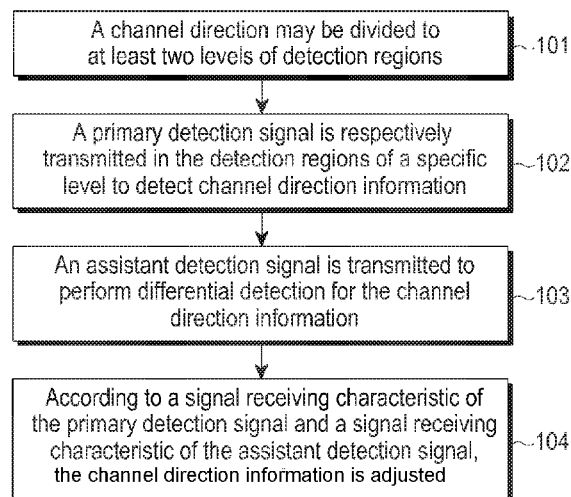 A channel direction may be divided to
at least two levels of detection regions
101
A primary detection signal is respectively
transmitted in the detection regions of a specific
level to detect channel direction information
102
An assistant detection signal is transmitted to
perform differential detection for the channel
direction information
103
According to a signal receiving characteristic of
the primary detection signal and a signal receiving
characteristic of the assistant detection signal,
the channel direction information is adjusted
104